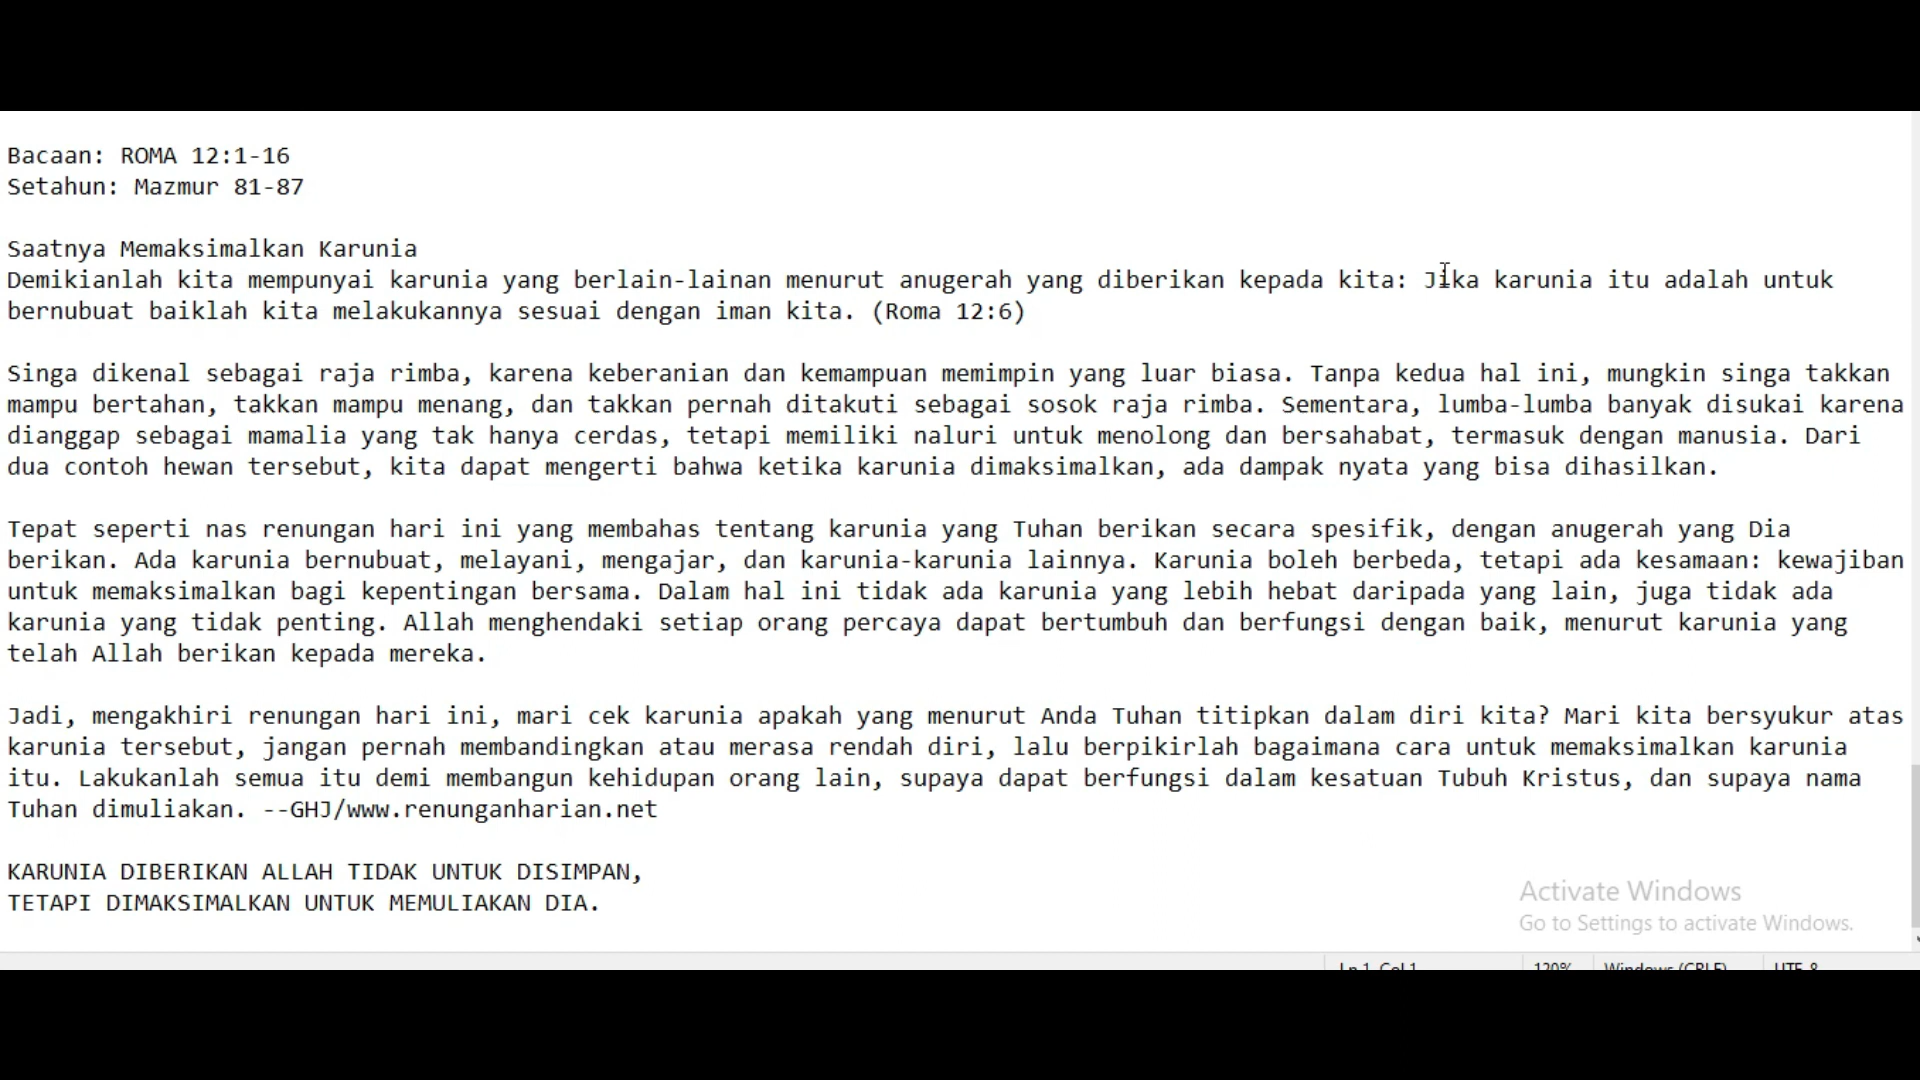 Bacaan: ROMA 12:1-16
Setahun: Mazmur 81-87
Saatnya Memaksimalkan Karunia
Demikianlah kita mempunyai karunia yang berlain-lainan menurut anugerah yang diberikan kepada kita: Jika karunia itu adalah untuk
bernubuat baiklah kita melakukannya sesuai dengan iman kita. (Roma 12:6)
Singa dikenal sebagai raja rimba, karena keberanian dan kemampuan memimpin yang luar biasa. Tanpa kedua hal ini, mungkin singa takkan
mampu bertahan, takkan mampu menang, dan takkan pernah ditakuti sebagai sosok raja rimba. Sementara, lumba-lumba banyak disukai karena
dianggap sebagai mamalia yang tak hanya cerdas, tetapi memiliki naluri untuk menolong dan bersahabat, termasuk dengan manusia. Dari
dua contoh hewan tersebut, kita dapat mengerti bahwa ketika karunia dimaksimalkan, ada dampak nyata yang bisa dihasilkan.
Tepat seperti nas renungan hari ini yang membahas tentang karunia yang Tuhan berikan secara spesifik, dengan anugerah yang Dia
berikan. Ada karunia bernubuat, melayani, mengajar, dan karunia-karunia lainnya. Karunia boleh berbeda, tetapi ada kesamaan: kewajiban
untuk memaksimalkan bagi kepentingan bersama. Dalam hal ini tidak ada karunia yang lebih hebat daripada yang lain, juga tidak ada
karunia yang tidak penting. Allah menghendaki setiap orang percaya dapat bertumbuh dan berfungsi dengan baik, menurut karunia yang
telah Allah berikan kepada mereka.
Jadi, mengakhiri renungan hari ini, mari cek karunia apakah yang menurut Anda Tuhan titipkan dalam diri kita? Mari kita bersyukur atas
karunia tersebut, jangan pernah membandingkan atau merasa rendah diri, lalu berpikirlah bagaimana cara untuk memaksimalkan karunia
itu. Lakukanlah semua itu demi membangun kehidupan orang lain, supaya dapat berfungsi dalam kesatuan Tubuh Kristus, dan supaya nama
Tuhan dimuliakan. --GHJ/www.renunganharian.net
KARUNIA DIBERIKAN ALLAH TIDAK UNTUK DISIMPAN,
TETAPI DIMAKSIMALKAN UNTUK MEMULIAKAN DIA.
Activate Windows
Go to Settings to activate Windows.
Ln 1, Col 1 120% Windows (CRLF) UTF-8